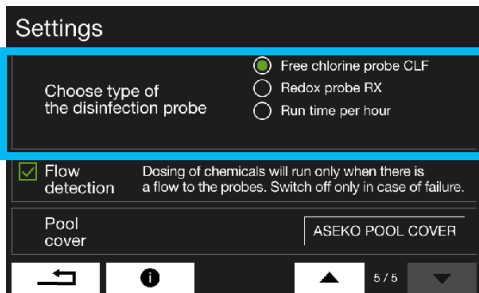 Settings
Choose type of
the disinfection probe
Free chlorine probe CLF
Redox probe RX
Run time per hour
Flow
detection
Dosing of chemicals will run only when there is
a flow to the probes. Switch off only in case of failure.
Pool
cover
ASEKO POOL COVER
5/5